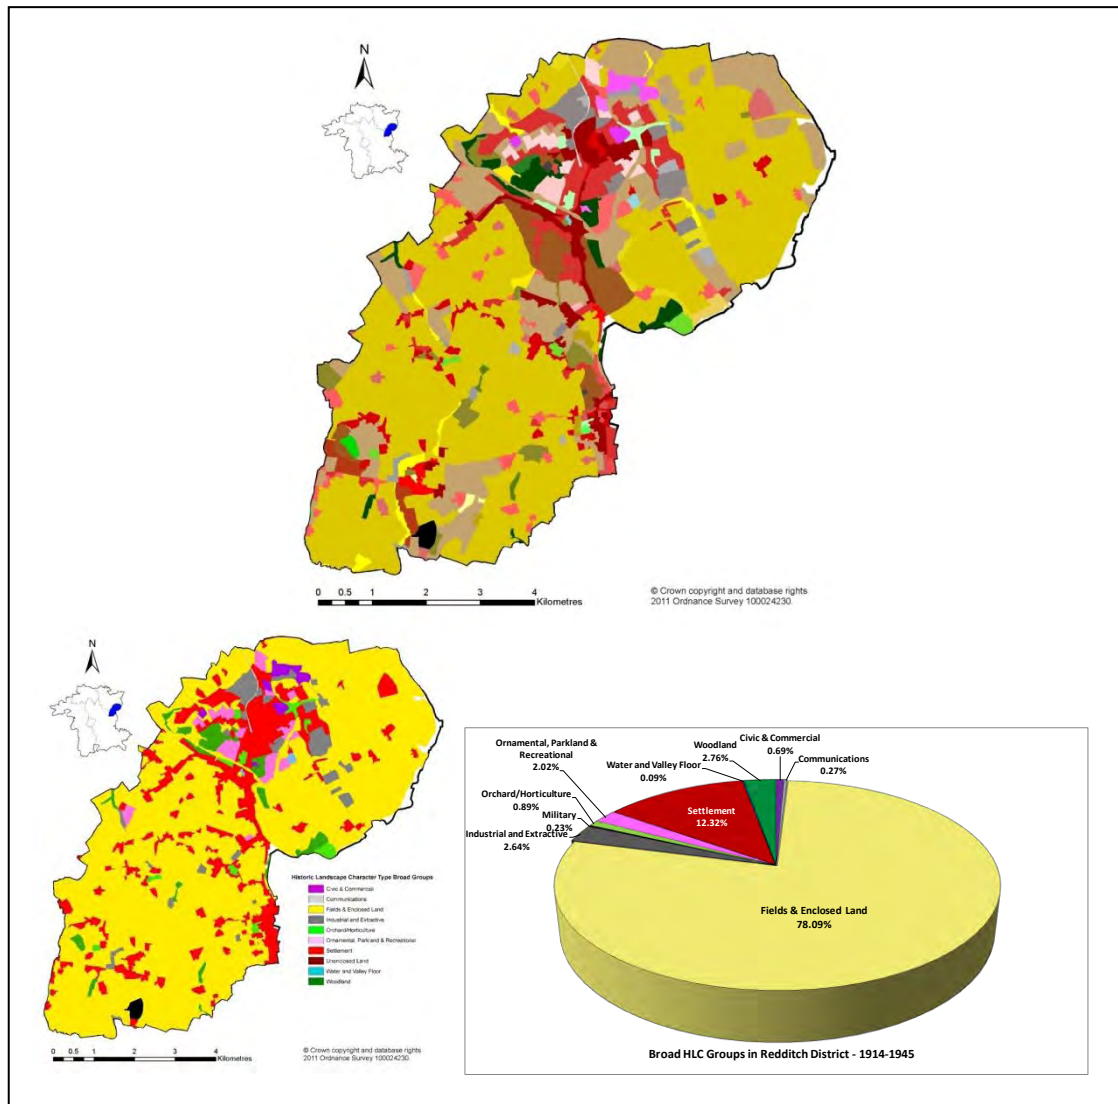 N
0 0.5 1 2 3 4
Kilometres
© Crown copyright and database rights
2011 Ordnance Survey 100024230.
N
0 0.5 1 2 3 4
Kilometres
© Crown copyright and database rights
2011 Ordnance Survey 100024230.
Historic Landscape Character Type Broad Groups
Civic & Commercial
Communications
Fields & Enclosed Land
Industrial and Extractive
Orchard/Horticulture
Ornamental, Parkland & Recreational
Settlement
Unenclosed Land
Water and Valley Floor
Woodland
Ornamental, Parkland &
Recreational
2.02%
Woodland
2.76%
Civic & Commercial
0.69%
Water and Valley Floor
0.09%
Communications
0.27%
Orchard/Horticulture
0.89%
Military
0.23%
Industrial and Extractive
2.64%
Settlement
12.32%
Fields & Enclosed Land
78.09%
Broad HLC Groups in Redditch District - 1914-1945